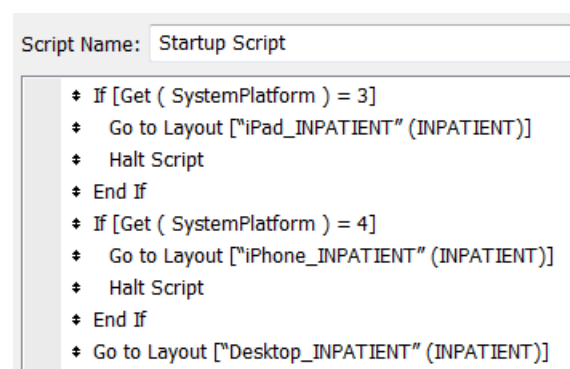 Script Name: Startup Script
If [Get ( SystemPlatform ) = 3]
Go to Layout [“iPad_INPATIENT” (INPATIENT)]
Halt Script
End If
If [Get ( SystemPlatform ) = 4]
Go to Layout [“iPhone_INPATIENT” (INPATIENT)]
Halt Script
End If
Go to Layout [“Desktop_INPATIENT” (INPATIENT)]